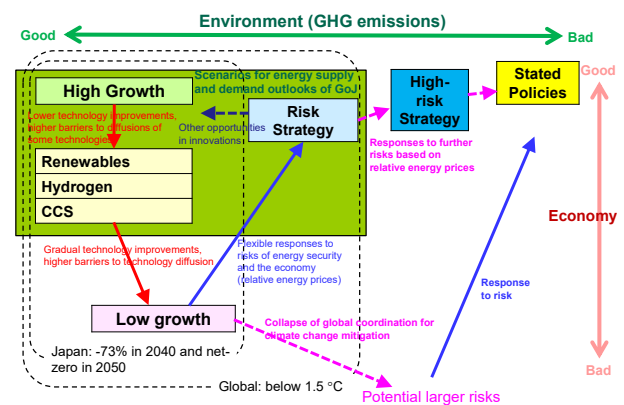 Environment (GHG emissions)
Good
Bad
Scenarios for energy supply
and demand outlooks of GoJ
High Growth
High-
risk
Strategy
Stated
Policies
Good
Risk
Strategy
Lower technology improvements,
higher barriers to diffusions of
some technologies
Other opportunities
in innovations
Responses to further
risks based on
relative energy prices
Renewables
Hydrogen
CCS
Economy
Gradual technology improvements,
higher barriers to technology diffusion
Flexible responses to
risks of energy security
and the economy
(relative energy prices)
Response
to risk
Low growth
Collapse of global coordination for
climate change mitigation
Japan: -73% in 2040 and net-
zero in 2050
Bad
Global: below 1.5 °C
Potential larger risks